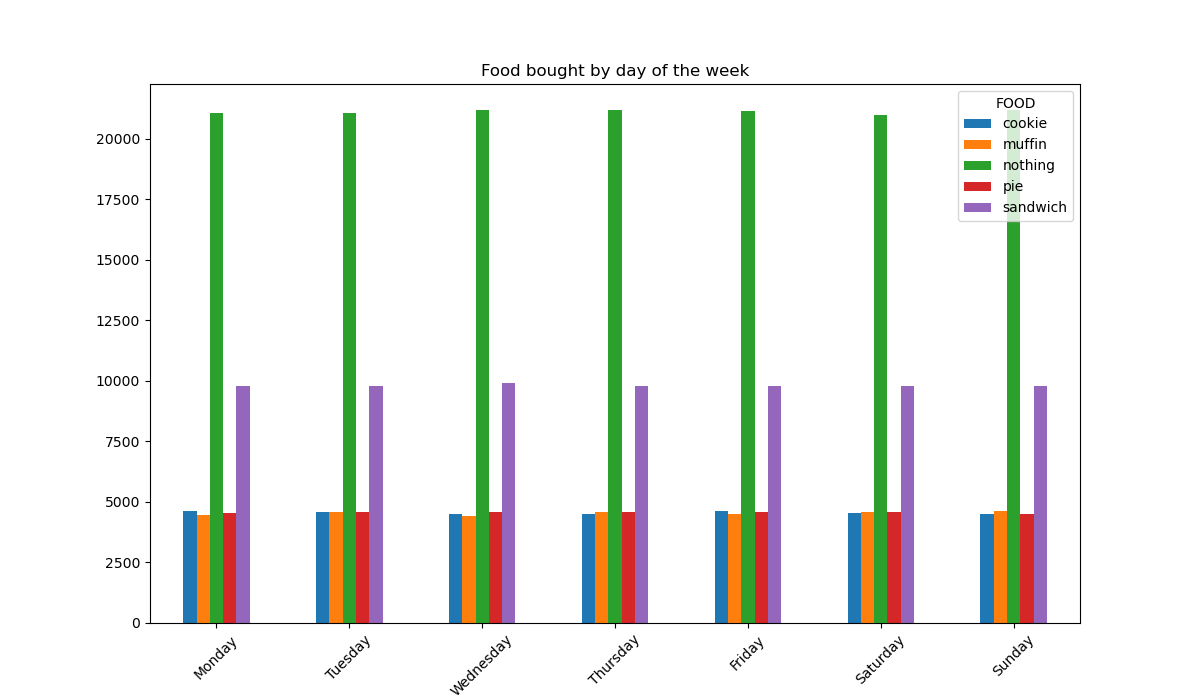 Food bought by day of the week
FOOD
cookie
muffin
nothing
pie
sandwich
20000
17500
15000
12500
10000
7500
5000
2500
0
Monday
Tuesday
Wednesday
Thursday
Friday
Saturday
Sunday